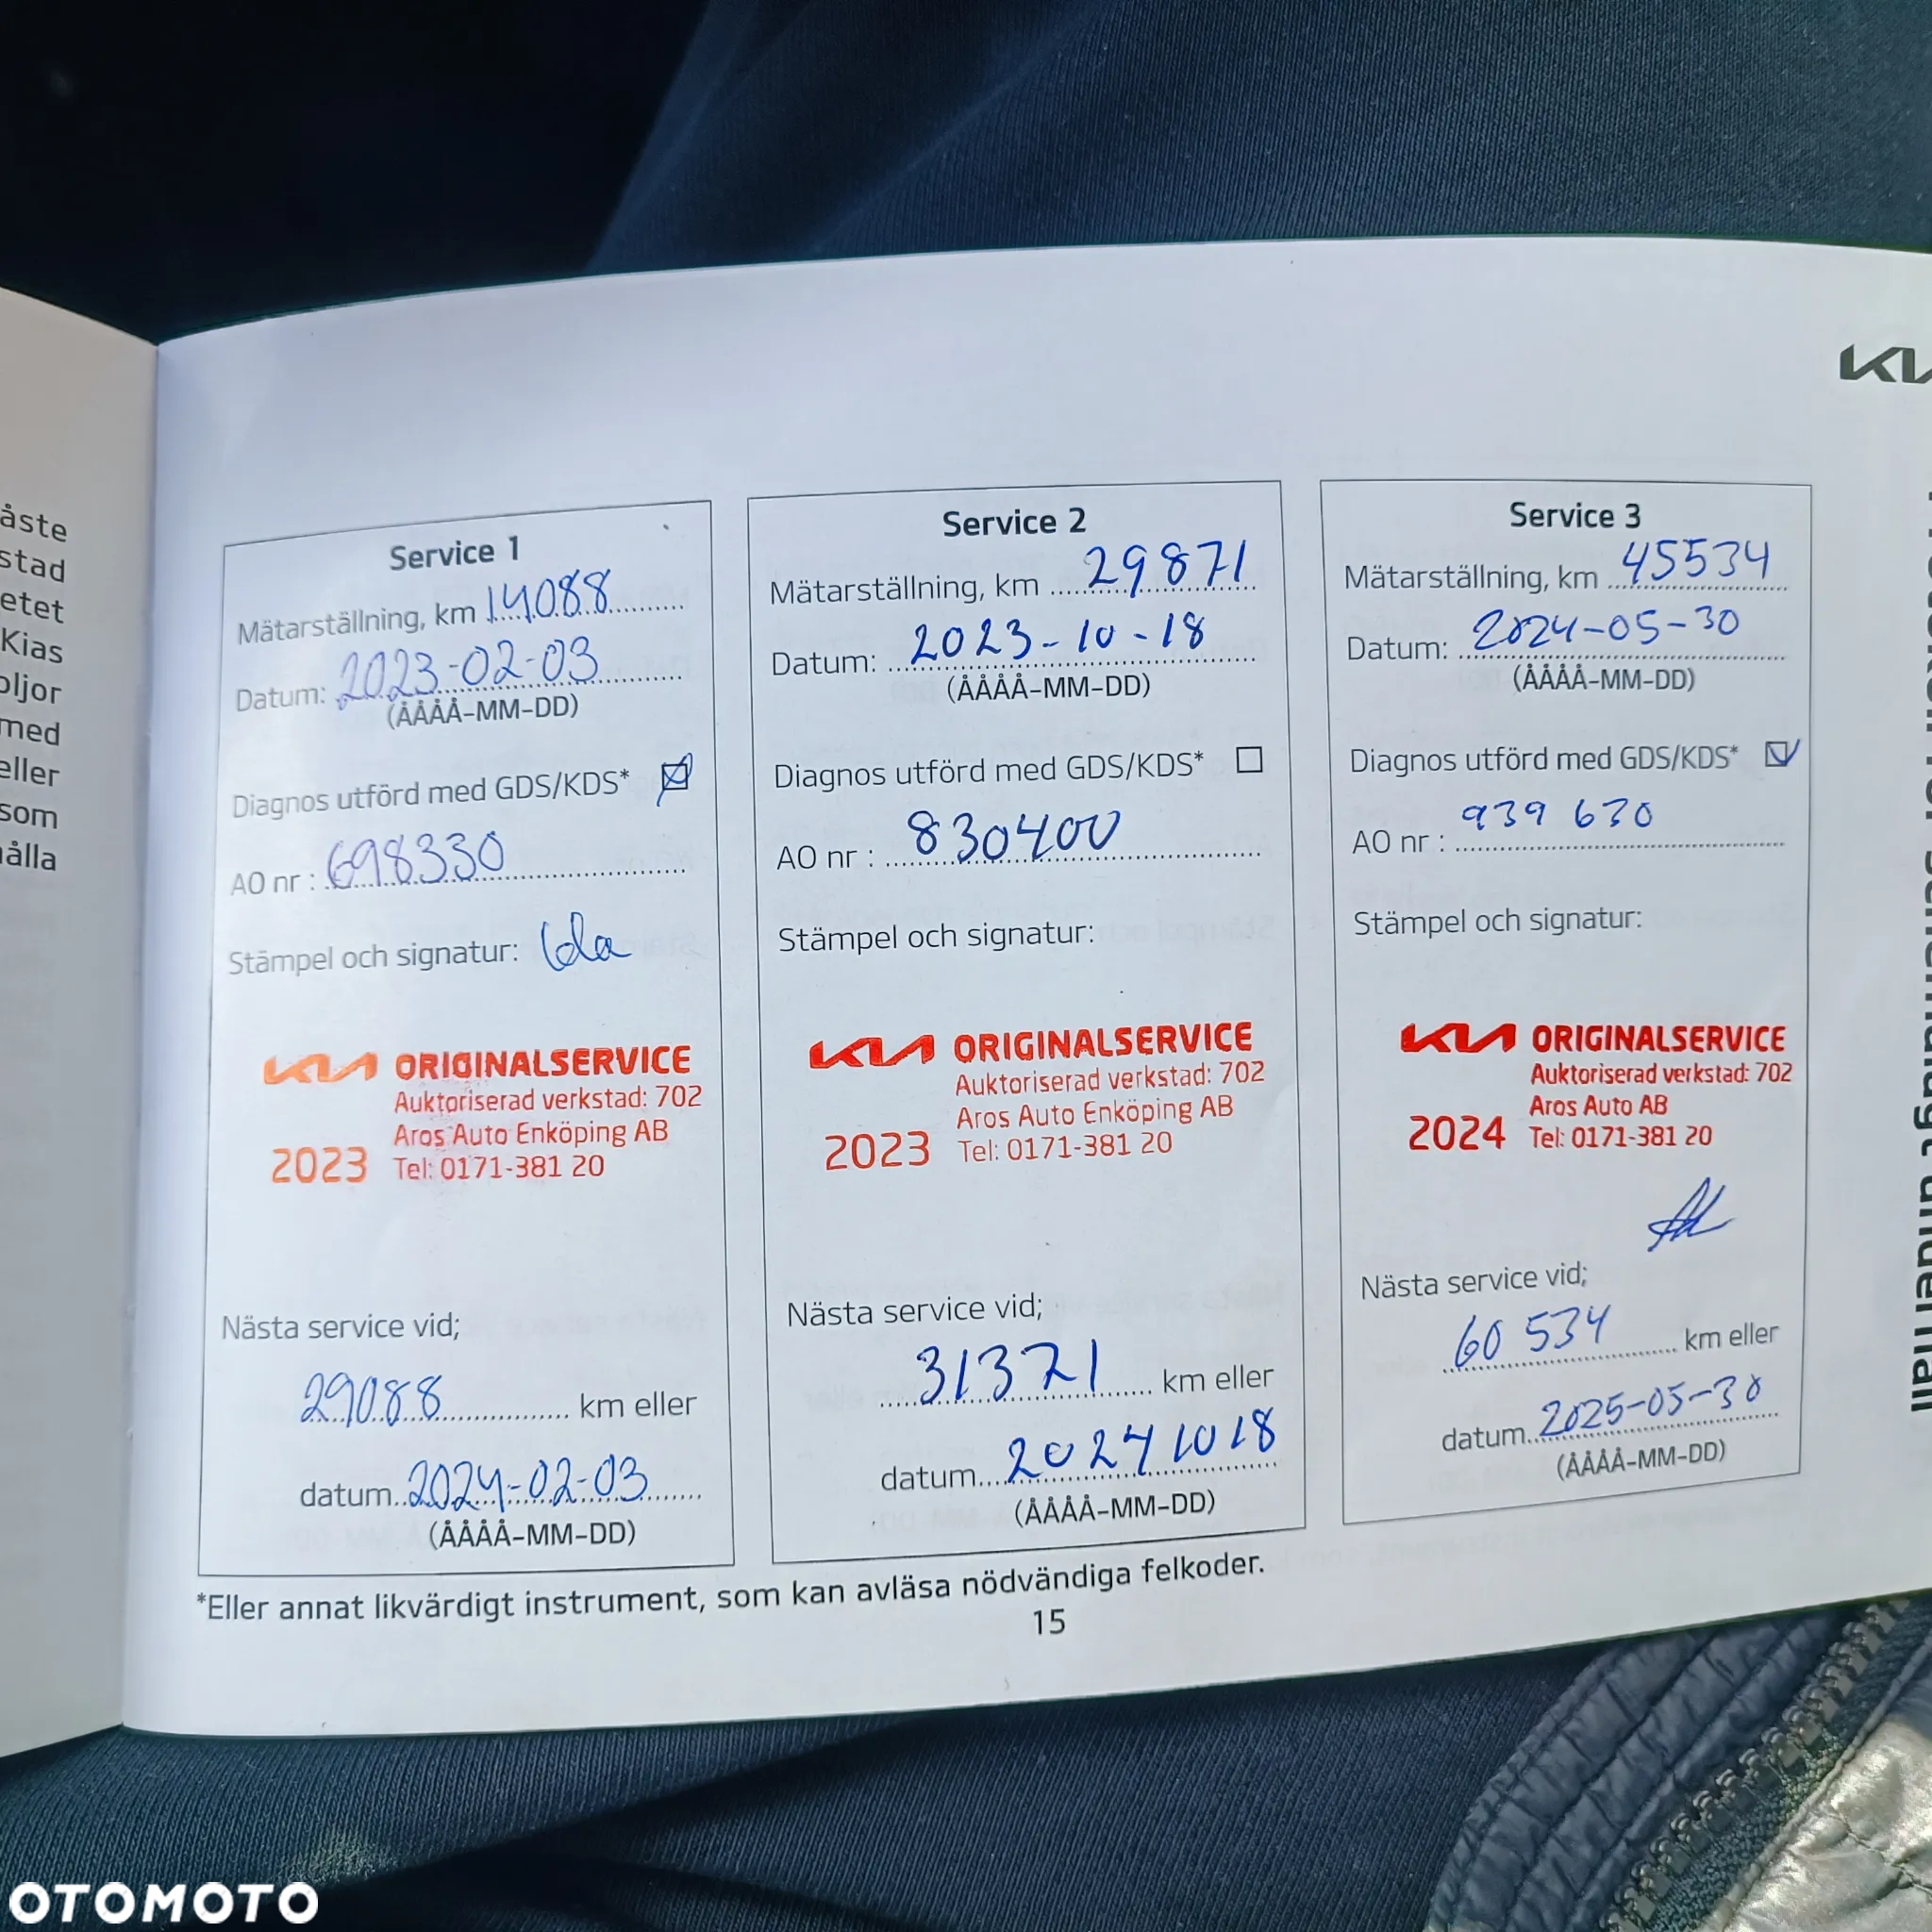 åste
stad
etet
Kias
oljor
med
eller
som
ålla
KIA
Service 1
Mätarställning, km 14088
Datum: 2023-02-03
(ÅÅÅÅ-MM-DD)
Diagnos utförd med GDS/KDS*
AO nr : 698330
Stämpel och signatur: Ida
KIA ORIGINALSERVICE
Auktoriserad verkstad: 702
Aros Auto Enköping AB
2023 Tel: 0171-381 20
Nästa service vid;
29088 km eller
datum 2024-02-03
(ÅÅÅÅ-MM-DD)
Service 2
Mätarställning, km 29871
Datum: 2023-10-18
(ÅÅÅÅ-MM-DD)
Diagnos utförd med GDS/KDS*
AO nr : 830400
Stämpel och signatur:
KIA ORIGINALSERVICE
Auktoriserad verkstad: 702
Aros Auto Enköping AB
2023 Tel: 0171-381 20
Nästa service vid;
31371 km eller
datum 20241018
(ÅÅÅÅ-MM-DD)
Service 3
Mätarställning, km 45534
Datum: 2024-05-30
(ÅÅÅÅ-MM-DD)
Diagnos utförd med GDS/KDS*
AO nr : 939 630
Stämpel och signatur:
KIA ORIGINALSERVICE
Auktoriserad verkstad: 702
Aros Auto AB
2024 Tel: 0171-381 20
Nästa service vid;
60 534 km eller
datum 2025-05-30
(ÅÅÅÅ-MM-DD)
*Eller annat likvärdigt instrument, som kan avläsa nödvändiga felkoder.
15
OTOMOTO